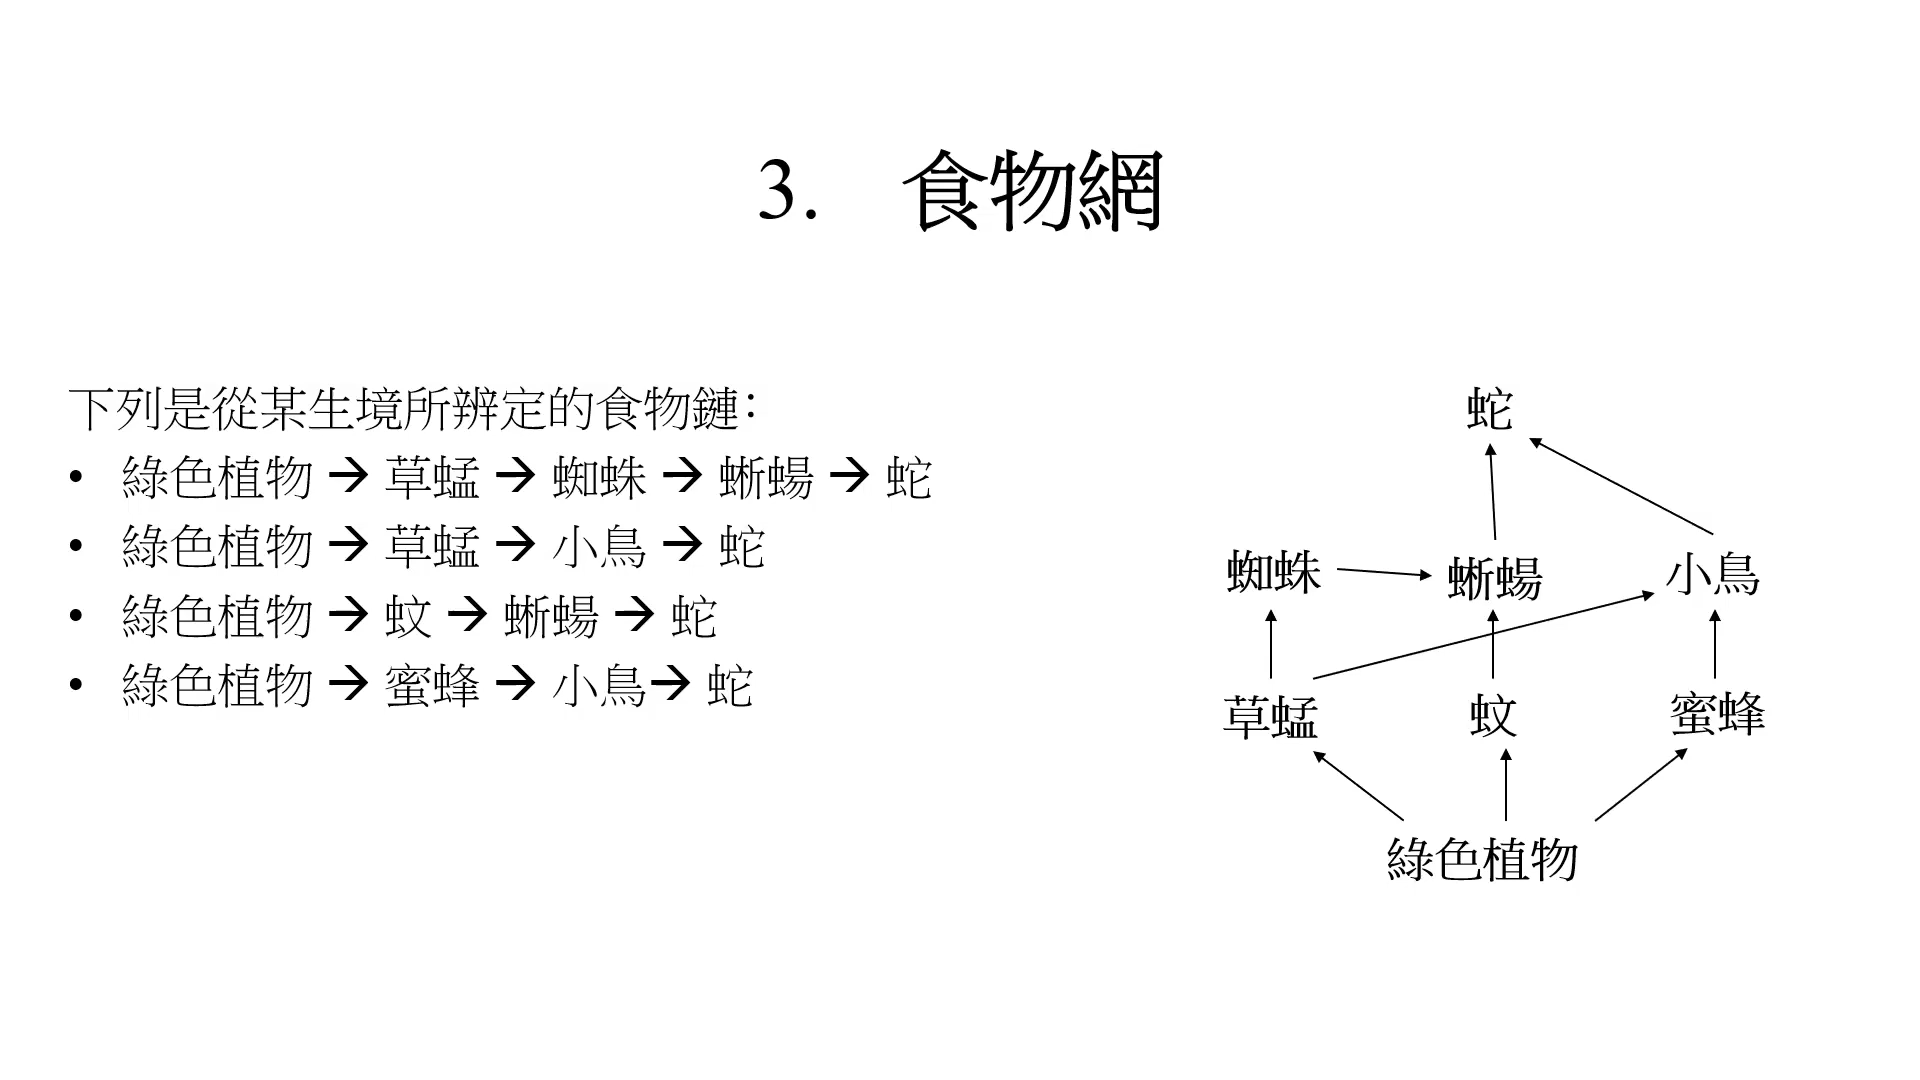 3. 食物網
下列是從某生境所辨定的食物鏈：
• 綠色植物 → 草蜢 → 蜘蛛 → 蜥蜴 → 蛇
• 綠色植物 → 草蜢 → 小鳥 → 蛇
• 綠色植物 → 蚊 → 蜥蜴 → 蛇
• 綠色植物 → 蜜蜂 → 小鳥→ 蛇
蛇
蜘蛛 蜥蜴 小鳥
草蜢 蚊 蜜蜂
綠色植物